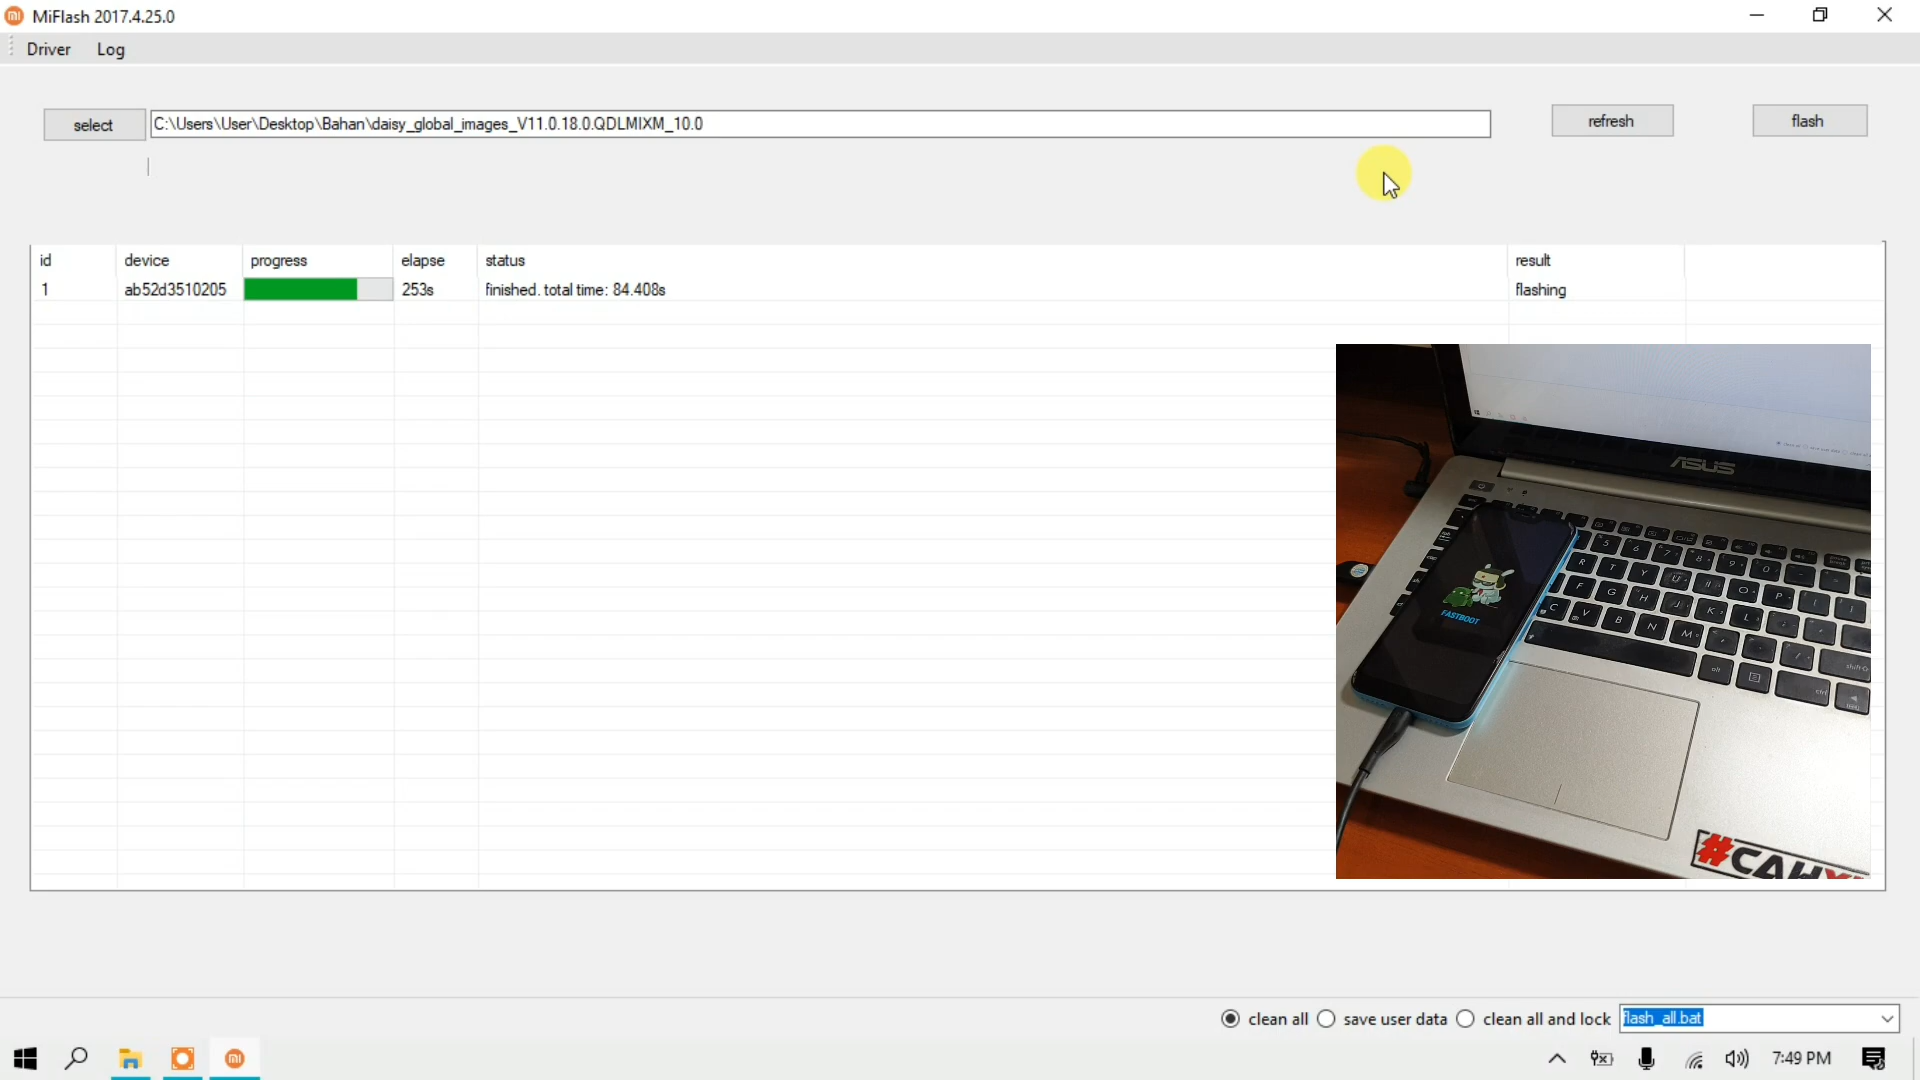 MiFlash 2017.4.25.0
Driver Log
select C:\Users\User\Desktop\Bahan\daisy_global_images_V11.0.18.0.QDLMIXM_10.0 refresh flash
id device progress elapse status result
1 ab52d3510205 253s finished. total time: 84.408s flashing
ASUS
FASTBOOT
clean all save user data clean all and lock flash_all.bat
7:49 PM